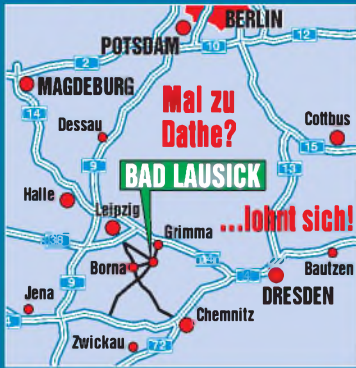 BERLIN
POTSDAM
2
10
12
MAGDEBURG
Mal zu
Dathe?
14
Dessau
Cottbus
15
9
13
BAD LAUSICK
Halle
Leipzig
...lohnt sich!
Grimma
38
14
Borna
4
Bautzen
9
DRESDEN
Jena
4
Chemnitz
Zwickau
72